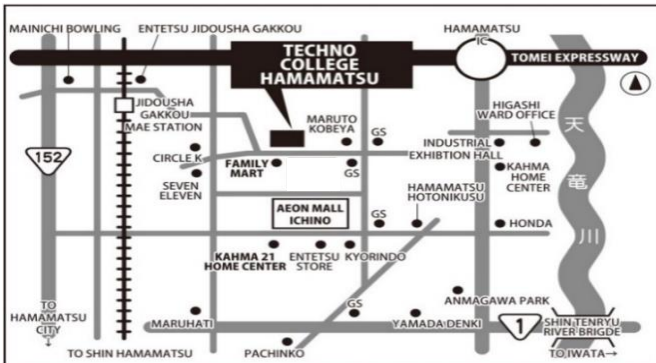 MAINICHI BOWLING
ENTETSU JIDOUSHA GAKKOU
TECHNO
COLLEGE
HAMAMATSU
HAMAMATSU
IC
TOMEI EXPRESSWAY
JIDOUSHA
GAKKOU
MAE STATION
MARUTO
KOBEYA
GS
HIGASHI
WARD OFFICE
天
竜
川
152
CIRCLE K
FAMILY
MART
GS
INDUSTRIAL
EXHIBTION HALL
KAHMA
HOME
CENTER
SEVEN
ELEVEN
AEON MALL
ICHINO
GS
HAMAMATSU
HOTONIKUSU
HONDA
KAHMA 21
HOME CENTER
ENTETSU
STORE
KYORINDO
TO
HAMAMATSU
CITY
↓
MARUHATI
GS
YAMADA DENKI
ANMAGAWA PARK
1
SHIN TENRYU
RIVER BRIGDE
TO SHIN HAMAMATSU
PACHINKO
TO IWATA→